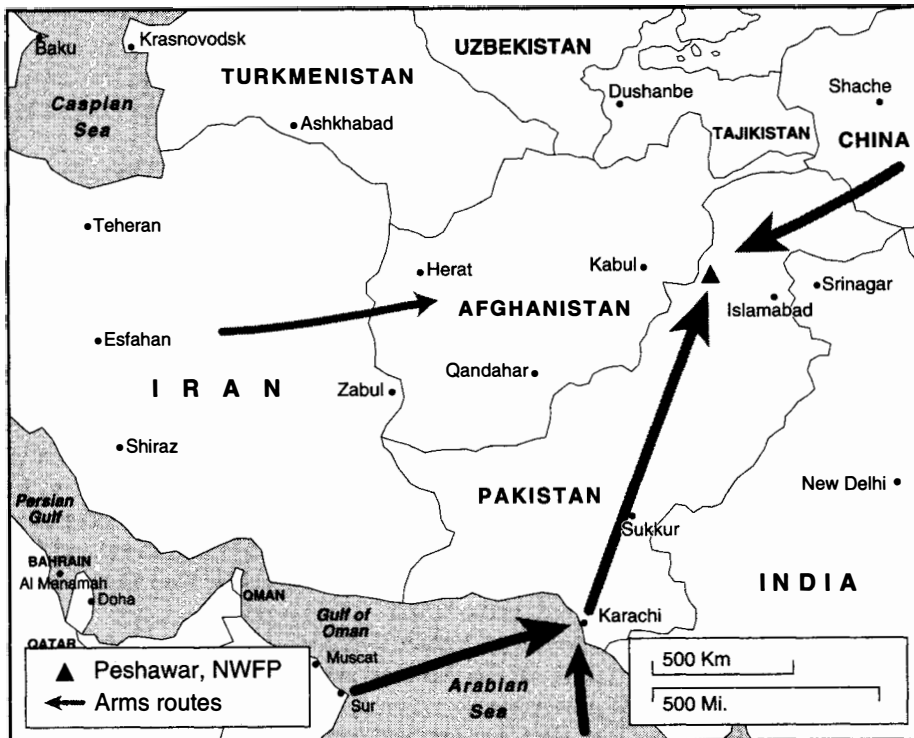 Baku
Krasnovodsk
UZBEKISTAN
TURKMENISTAN
Caspian
Sea
Ashkhabad
Dushanbe
Shache
TAJIKISTAN
CHINA
Teheran
Herat
Kabul
Srinagar
Islamabad
AFGHANISTAN
Esfahan
Qandahar
IRAN
Zabul
Shiraz
PAKISTAN
New Delhi
Persian
Gulf
Sukkur
BAHRAIN
Al Manamah
Doha
OMAN
INDIA
Gulf of
Oman
Karachi
QATAR
Muscat
Sur
Arabian
Sea
Peshawar, NWFP
Arms routes
500 Km
500 Mi.